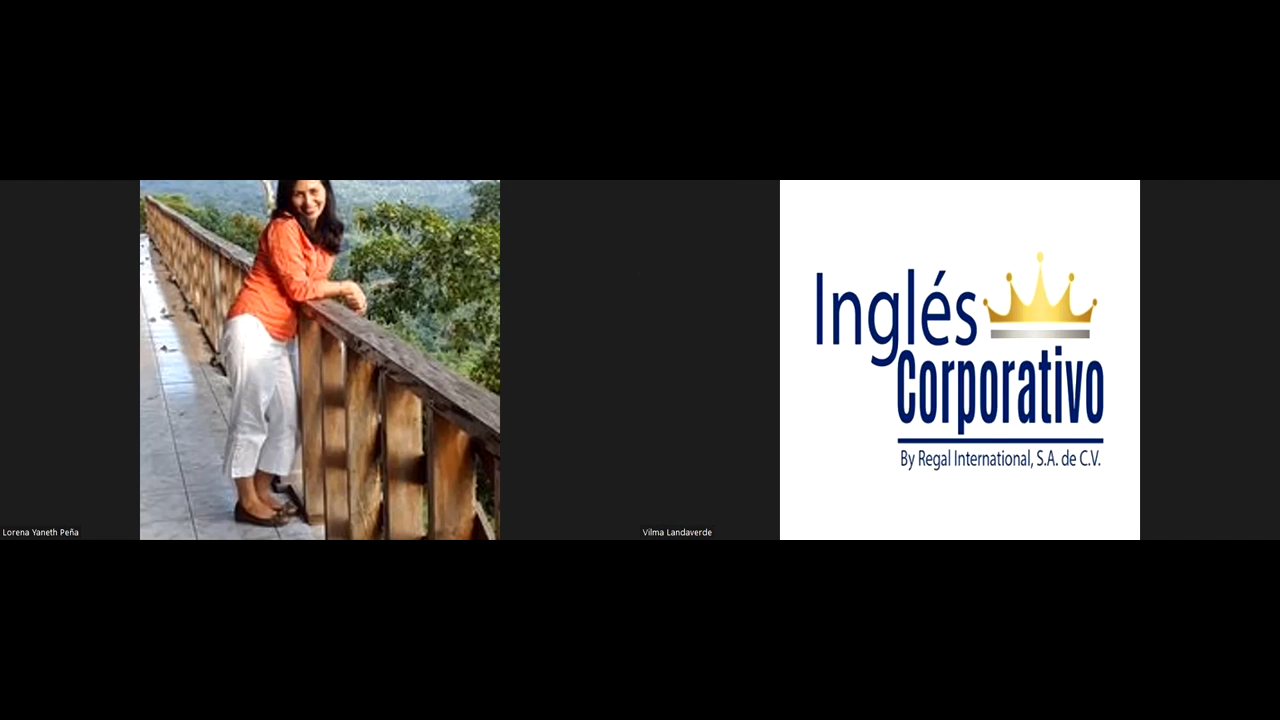 Inglés
Corporativo
By Regal International, S.A. de C.V.
Lorena Yaneth Peña
Vilma Landaverde